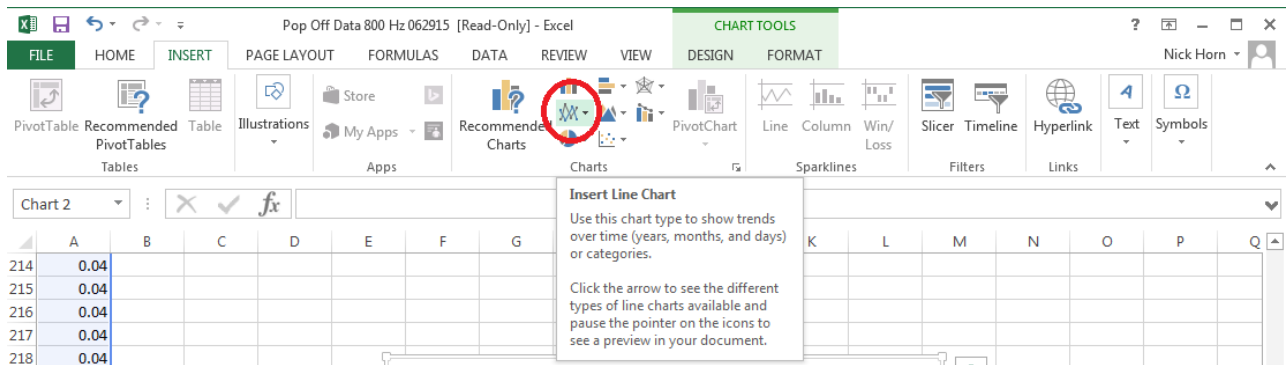 Pop Off Data 800 Hz 062915 [Read-Only] - Excel
CHART TOOLS
?
FILE HOME INSERT PAGE LAYOUT FORMULAS DATA REVIEW VIEW DESIGN FORMAT
Nick Horn
PivotTable
Recommended
PivotTables
Table
Tables
Illustrations
Store
My Apps
Apps
Recommended
Charts
PivotChart
Charts
Line Column Win/
Loss
Sparklines
Slicer Timeline
Filters
Hyperlink
Links
Text
Ω
Symbols
Chart 2
fx
Insert Line Chart
Use this chart type to show trends
over time (years, months, and days)
or categories.
Click the arrow to see the different
types of line charts available and
pause the pointer on the icons to
see a preview in your document.
A B C D E F G K L M N O P Q
214 0.04
215 0.04
216 0.04
217 0.04
218 0.04